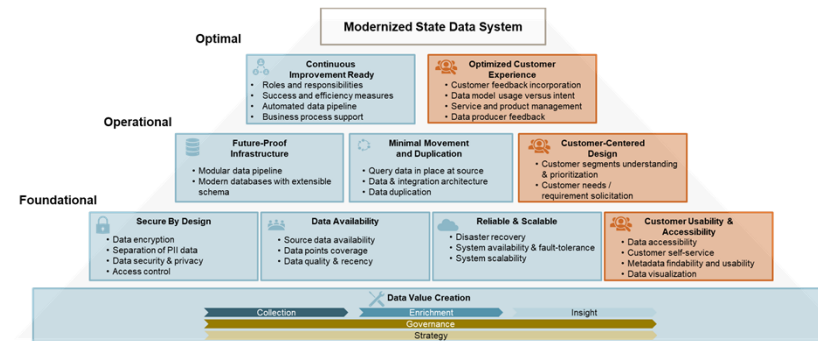 Modernized State Data System
Optimal
Continuous
Improvement Ready
• Roles and responsibilities
• Success and efficiency measures
• Automated data pipeline
• Business process support
Optimized Customer
Experience
• Customer feedback incorporation
• Data model usage versus intent
• Service and product management
• Data producer feedback
Operational
Future-Proof
Infrastructure
• Modular data pipeline
• Modern databases with extensible
schema
Minimal Movement
and Duplication
• Query data in place at source
• Data & integration architecture
• Data duplication
Customer-Centered
Design
• Customer segments understanding
& prioritization
• Customer needs /
requirement solicitation
Foundational
Secure By Design
• Data encryption
• Separation of PII data
• Data security & privacy
• Access control
Data Availability
• Source data availability
• Data points coverage
• Data quality & recency
Reliable & Scalable
• Disaster recovery
• System availability & fault-tolerance
• System scalability
Customer Usability &
Accessibility
• Data accessibility
• Customer self-service
• Metadata findability and usability
• Data visualization
Data Value Creation
Collection
Enrichment
Insight
Governance
Strategy